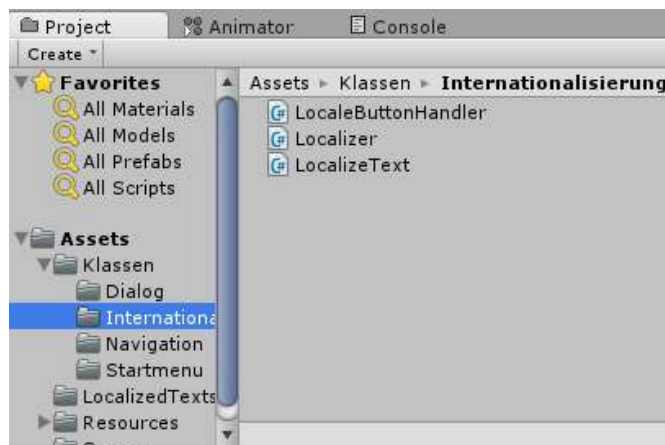 Project Animator Console
Create
Favorites
All Materials
All Models
All Prefabs
All Scripts
Assets
Klassen
Dialog
Internationa
Navigation
Startmenu
LocalizedTexts
Resources
Assets Klassen Internationalisierung
LocaleButtonHandler
Localizer
LocalizeText